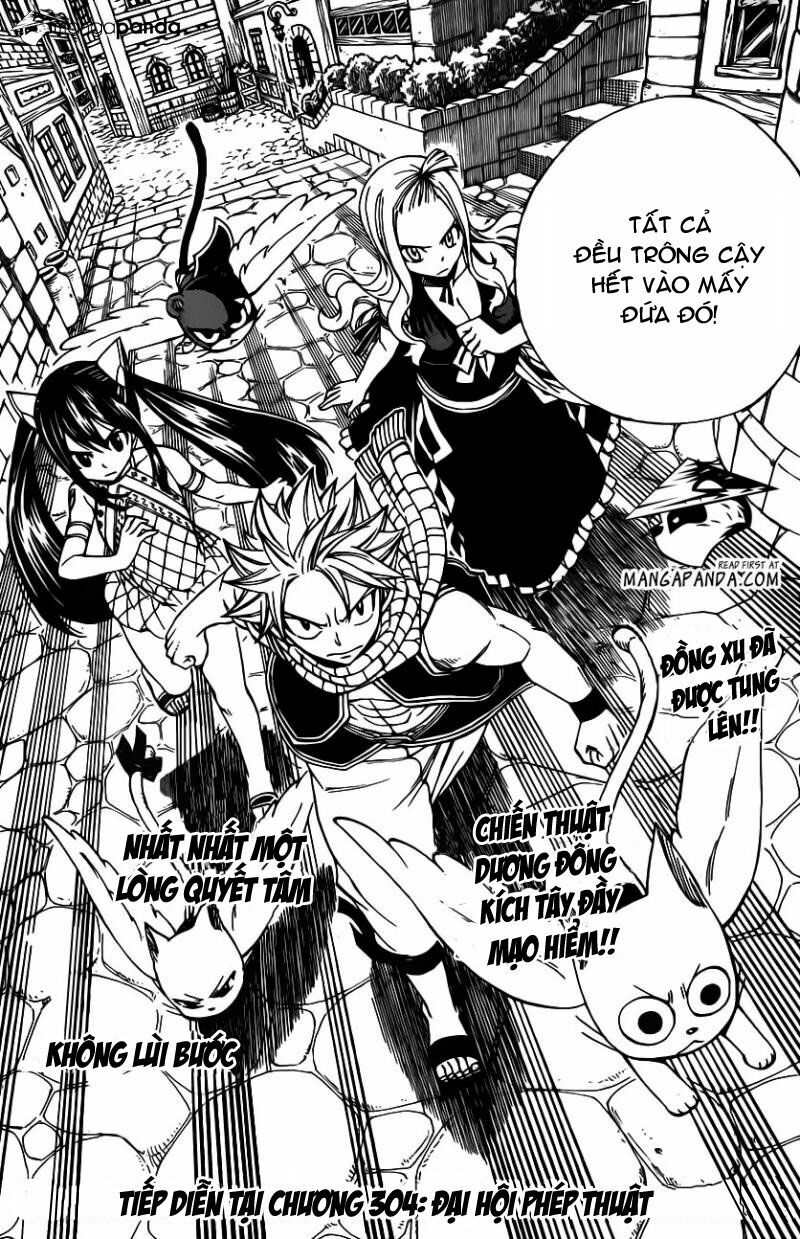 mangapanda
TẤT CẢ
ĐỀU TRÔNG CẬY
HẾT VÀO MẤY
ĐỨA ĐÓ!
READ FIRST AT
MANGAPANDA.COM
ĐỒNG XU ĐÃ
ĐƯỢC TUNG
LÊN!!
CHIẾN THUẬT
DƯƠNG ĐÔNG
KÍCH TÂY ĐẦY
MẠO HIỂM!!
NHẤT NHẤT MỘT
LÒNG QUYẾT TÂM
KHÔNG LÙI BƯỚC
TIẾP DIỄN TẠI CHƯƠNG 304: ĐẠI HỘI PHÉP THUẬT